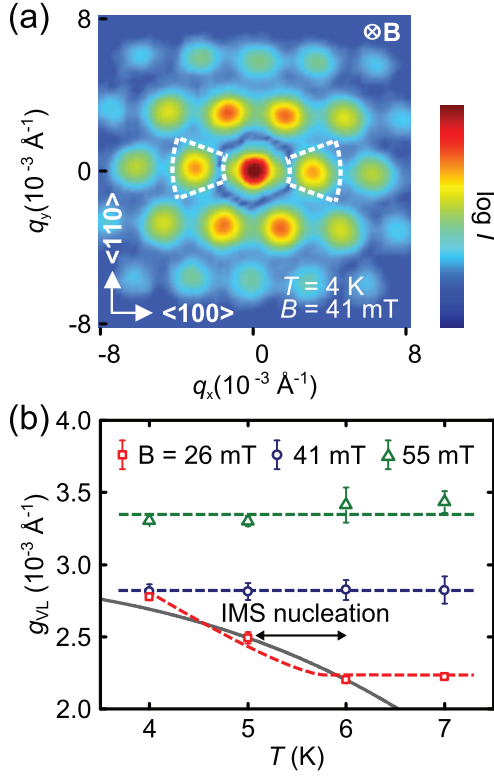 (a)
⊗B
8
0
-8
q_y(10^-3 Å^-1)
<110>
<100>
T = 4 K
B = 41 mT
-8
0
8
q_x(10^-3 Å^-1)
log I
(b)
4.0
3.5
3.0
2.5
2.0
g_VL (10^-3 Å^-1)
B = 26 mT 41 mT 55 mT
IMS nucleation
4 5 6 7
T (K)